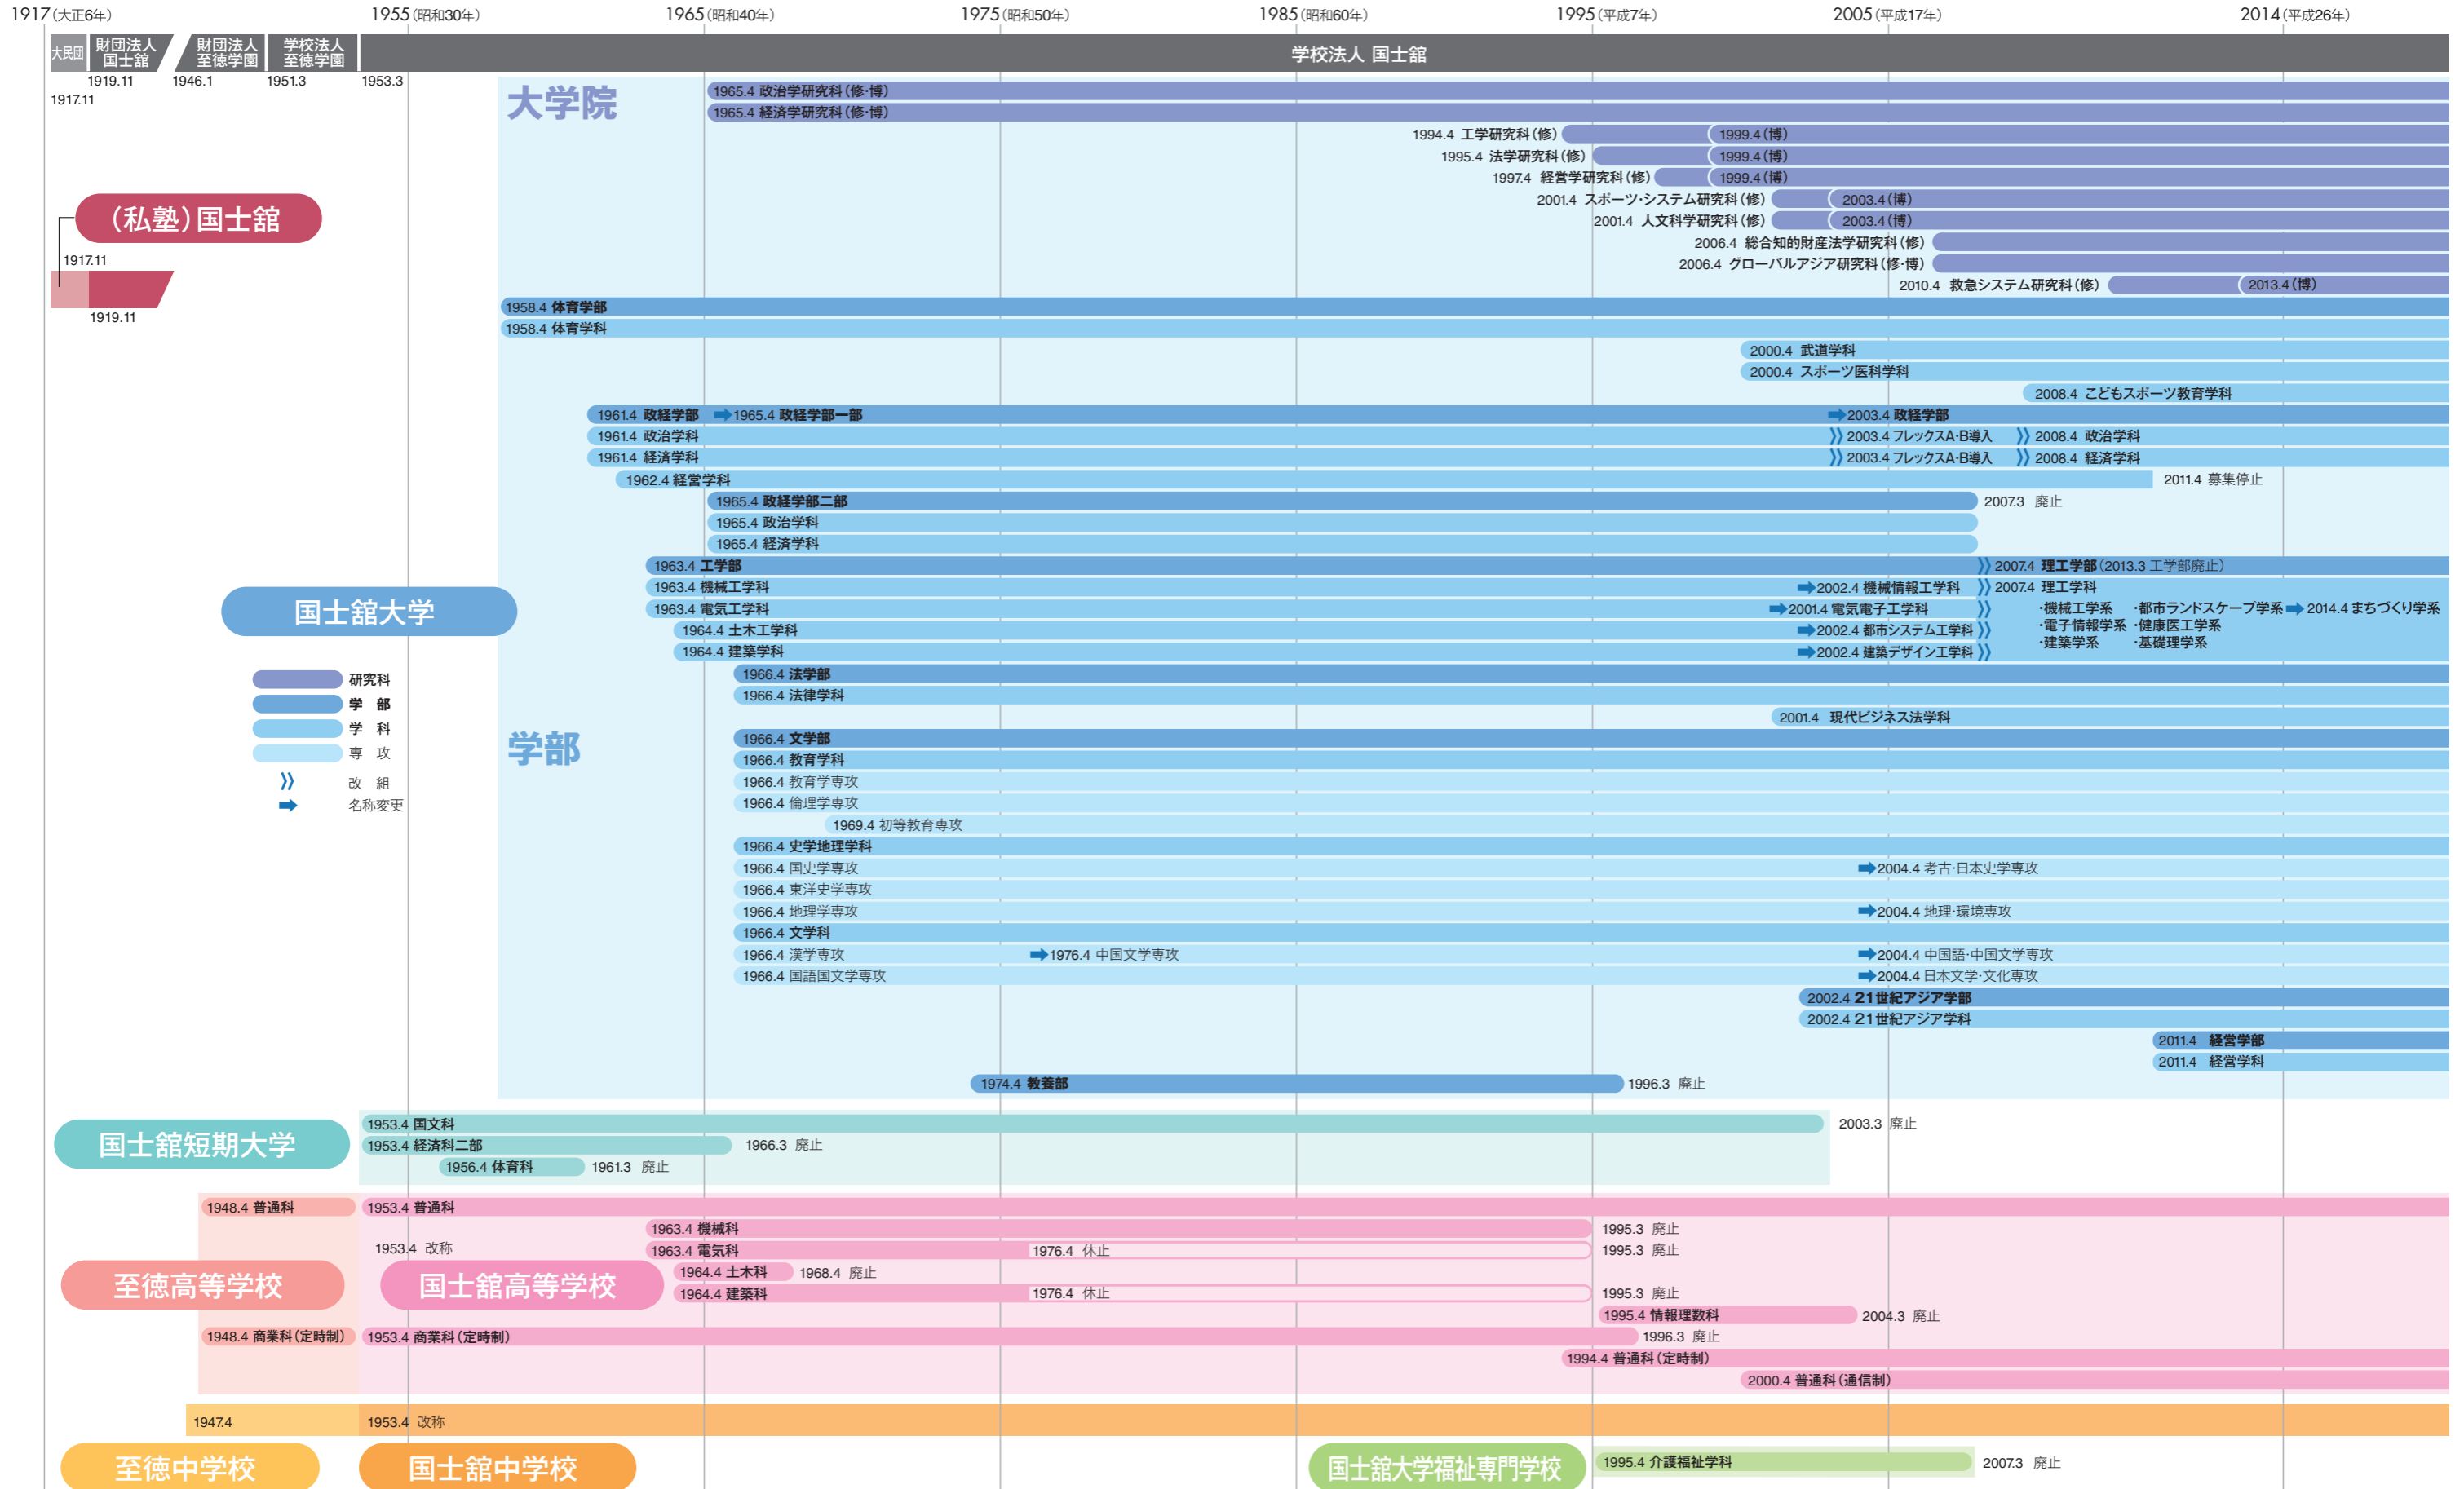 1917(大正6年) 1955(昭和30年) 1965(昭和40年) 1975(昭和50年) 1985(昭和60年) 1995(平成7年) 2005(平成17年) 2014(平成26年)
大民団
財団法人
国士舘
財団法人
至徳学園
学校法人
至徳学園
学校法人 国士舘
1919.11 1946.1 1951.3 1953.3
1917.11
大学院
1965.4 政治学研究科(修・博)
1965.4 経済学研究科(修・博)
1994.4 工学研究科(修) 1999.4(博)
1995.4 法学研究科(修) 1999.4(博)
1997.4 経営学研究科(修) 1999.4(博)
2001.4 スポーツ・システム研究科(修) 2003.4(博)
2001.4 人文科学研究科(修) 2003.4(博)
2006.4 総合知的財産法学研究科(修)
2006.4 グローバルアジア研究科(修・博)
2010.4 救急システム研究科(修) 2013.4(博)
(私塾)国士舘
1917.11
1919.11
1958.4 体育学部
1958.4 体育学科
2000.4 武道学科
2000.4 スポーツ医科学科
2008.4 こどもスポーツ教育学科
1961.4 政経学部 ➡1965.4 政経学部一部 ➡2003.4 政経学部
1961.4 政治学科 》2003.4 フレックスA・B導入 》2008.4 政治学科
1961.4 経済学科 》2003.4 フレックスA・B導入 》2008.4 経済学科
1962.4 経営学科 2011.4 募集停止
1965.4 政経学部二部 2007.3 廃止
1965.4 政治学科
1965.4 経済学科
1963.4 工学部 》2007.4 理工学部(2013.3 工学部廃止)
1963.4 機械工学科 ➡2002.4 機械情報工学科 》2007.4 理工学科
1963.4 電気工学科 ➡2001.4 電気電子工学科 》 ・機械工学系 ・都市ランドスケープ学系➡2014.4 まちづくり学系
1964.4 土木工学科 ➡2002.4 都市システム工学科 》 ・電子情報学系 ・健康医工学系
1964.4 建築学科 ➡2002.4 建築デザイン工学科 》 ・建築学系 ・基礎理学系
国士舘大学
研究科
学 部
学 科
専 攻
》 改 組
➡ 名称変更
1966.4 法学部
1966.4 法律学科
2001.4 現代ビジネス法学科
学部
1966.4 文学部
1966.4 教育学科
1966.4 教育学専攻
1966.4 倫理学専攻
1969.4 初等教育専攻
1966.4 史学地理学科
1966.4 国史学専攻 ➡2004.4 考古・日本史学専攻
1966.4 東洋史学専攻
1966.4 地理学専攻 ➡2004.4 地理・環境専攻
1966.4 文学科
1966.4 漢学専攻 ➡1976.4 中国文学専攻 ➡2004.4 中国語・中国文学専攻
1966.4 国語国文学専攻 ➡2004.4 日本文学・文化専攻
2002.4 21世紀アジア学部
2002.4 21世紀アジア学科
2011.4 経営学部
2011.4 経営学科
1974.4 教養部 1996.3 廃止
国士舘短期大学
1953.4 国文科 2003.3 廃止
1953.4 経済科二部 1966.3 廃止
1956.4 体育科 1961.3 廃止
1948.4 普通科 1953.4 普通科
1963.4 機械科 1995.3 廃止
1953.4 改称 1963.4 電気科 1976.4 休止 1995.3 廃止
至徳高等学校 国士舘高等学校
1964.4 土木科 1968.4 廃止
1964.4 建築科 1976.4 休止 1995.3 廃止
1995.4 情報理数科 2004.3 廃止
1948.4 商業科(定時制) 1953.4 商業科(定時制) 1996.3 廃止
1994.4 普通科(定時制)
2000.4 普通科(通信制)
1947.4 1953.4 改称
至徳中学校 国士舘中学校 国士舘大学福祉専門学校 1995.4 介護福祉学科 2007.3 廃止